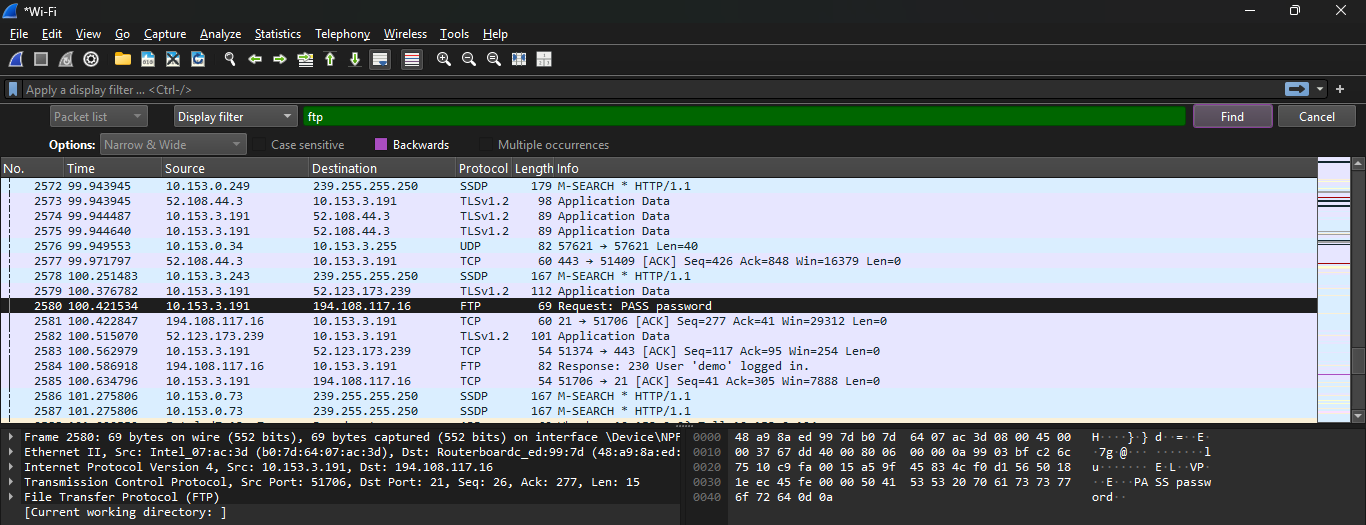 *Wi-Fi
File Edit View Go Capture Analyze Statistics Telephony Wireless Tools Help
Apply a display filter ... <Ctrl-/>
Packet list Display filter ftp Find Cancel
Options: Narrow & Wide Case sensitive Backwards Multiple occurrences
No. Time Source Destination Protocol Length Info
2572 99.943945 10.153.0.249 239.255.255.250 SSDP 179 M-SEARCH * HTTP/1.1
2573 99.943945 52.108.44.3 10.153.3.191 TLSv1.2 98 Application Data
2574 99.944487 10.153.3.191 52.108.44.3 TLSv1.2 89 Application Data
2575 99.944640 10.153.3.191 52.108.44.3 TLSv1.2 89 Application Data
2576 99.949553 10.153.0.34 10.153.3.255 UDP 82 57621 → 57621 Len=40
2577 99.971797 52.108.44.3 10.153.3.191 TCP 60 443 → 51409 [ACK] Seq=426 Ack=848 Win=16379 Len=0
2578 100.251483 10.153.3.243 239.255.255.250 SSDP 167 M-SEARCH * HTTP/1.1
2579 100.376782 10.153.3.191 52.123.173.239 TLSv1.2 112 Application Data
2580 100.421534 10.153.3.191 194.108.117.16 FTP 69 Request: PASS password
2581 100.422847 194.108.117.16 10.153.3.191 TCP 60 21 → 51706 [ACK] Seq=277 Ack=41 Win=29312 Len=0
2582 100.515070 52.123.173.239 10.153.3.191 TLSv1.2 101 Application Data
2583 100.562979 10.153.3.191 52.123.173.239 TCP 54 51374 → 443 [ACK] Seq=117 Ack=95 Win=254 Len=0
2584 100.586918 194.108.117.16 10.153.3.191 FTP 82 Response: 230 User 'demo' logged in.
2585 100.634796 10.153.3.191 194.108.117.16 TCP 54 51706 → 21 [ACK] Seq=41 Ack=305 Win=7888 Len=0
2586 101.275806 10.153.0.73 239.255.255.250 SSDP 167 M-SEARCH * HTTP/1.1
2587 101.275806 10.153.0.73 239.255.255.250 SSDP 167 M-SEARCH * HTTP/1.1
Frame 2580: 69 bytes on wire (552 bits), 69 bytes captured (552 bits) on interface \Device\NPF
Ethernet II, Src: Intel_07:ac:3d (b0:7d:64:07:ac:3d), Dst: Routerboardc_ed:99:7d (48:a9:8a:ed:
Internet Protocol Version 4, Src: 10.153.3.191, Dst: 194.108.117.16
Transmission Control Protocol, Src Port: 51706, Dst Port: 21, Seq: 26, Ack: 277, Len: 15
File Transfer Protocol (FTP)
[Current working directory: ]
0000 48 a9 8a ed 99 7d b0 7d 64 07 ac 3d 08 00 45 00 H····}·} d··=··E·
0010 00 37 67 dd 40 00 80 06 00 00 0a 99 03 bf c2 6c ·7g·@··· ·······l
0020 75 10 c9 fa 00 15 a5 9f 45 83 4c f0 d1 56 50 18 u······· E·L··VP·
0030 1e ec 45 fe 00 00 50 41 53 53 20 70 61 73 73 77 ··E···PA SS passw
0040 6f 72 64 0d 0a ord··